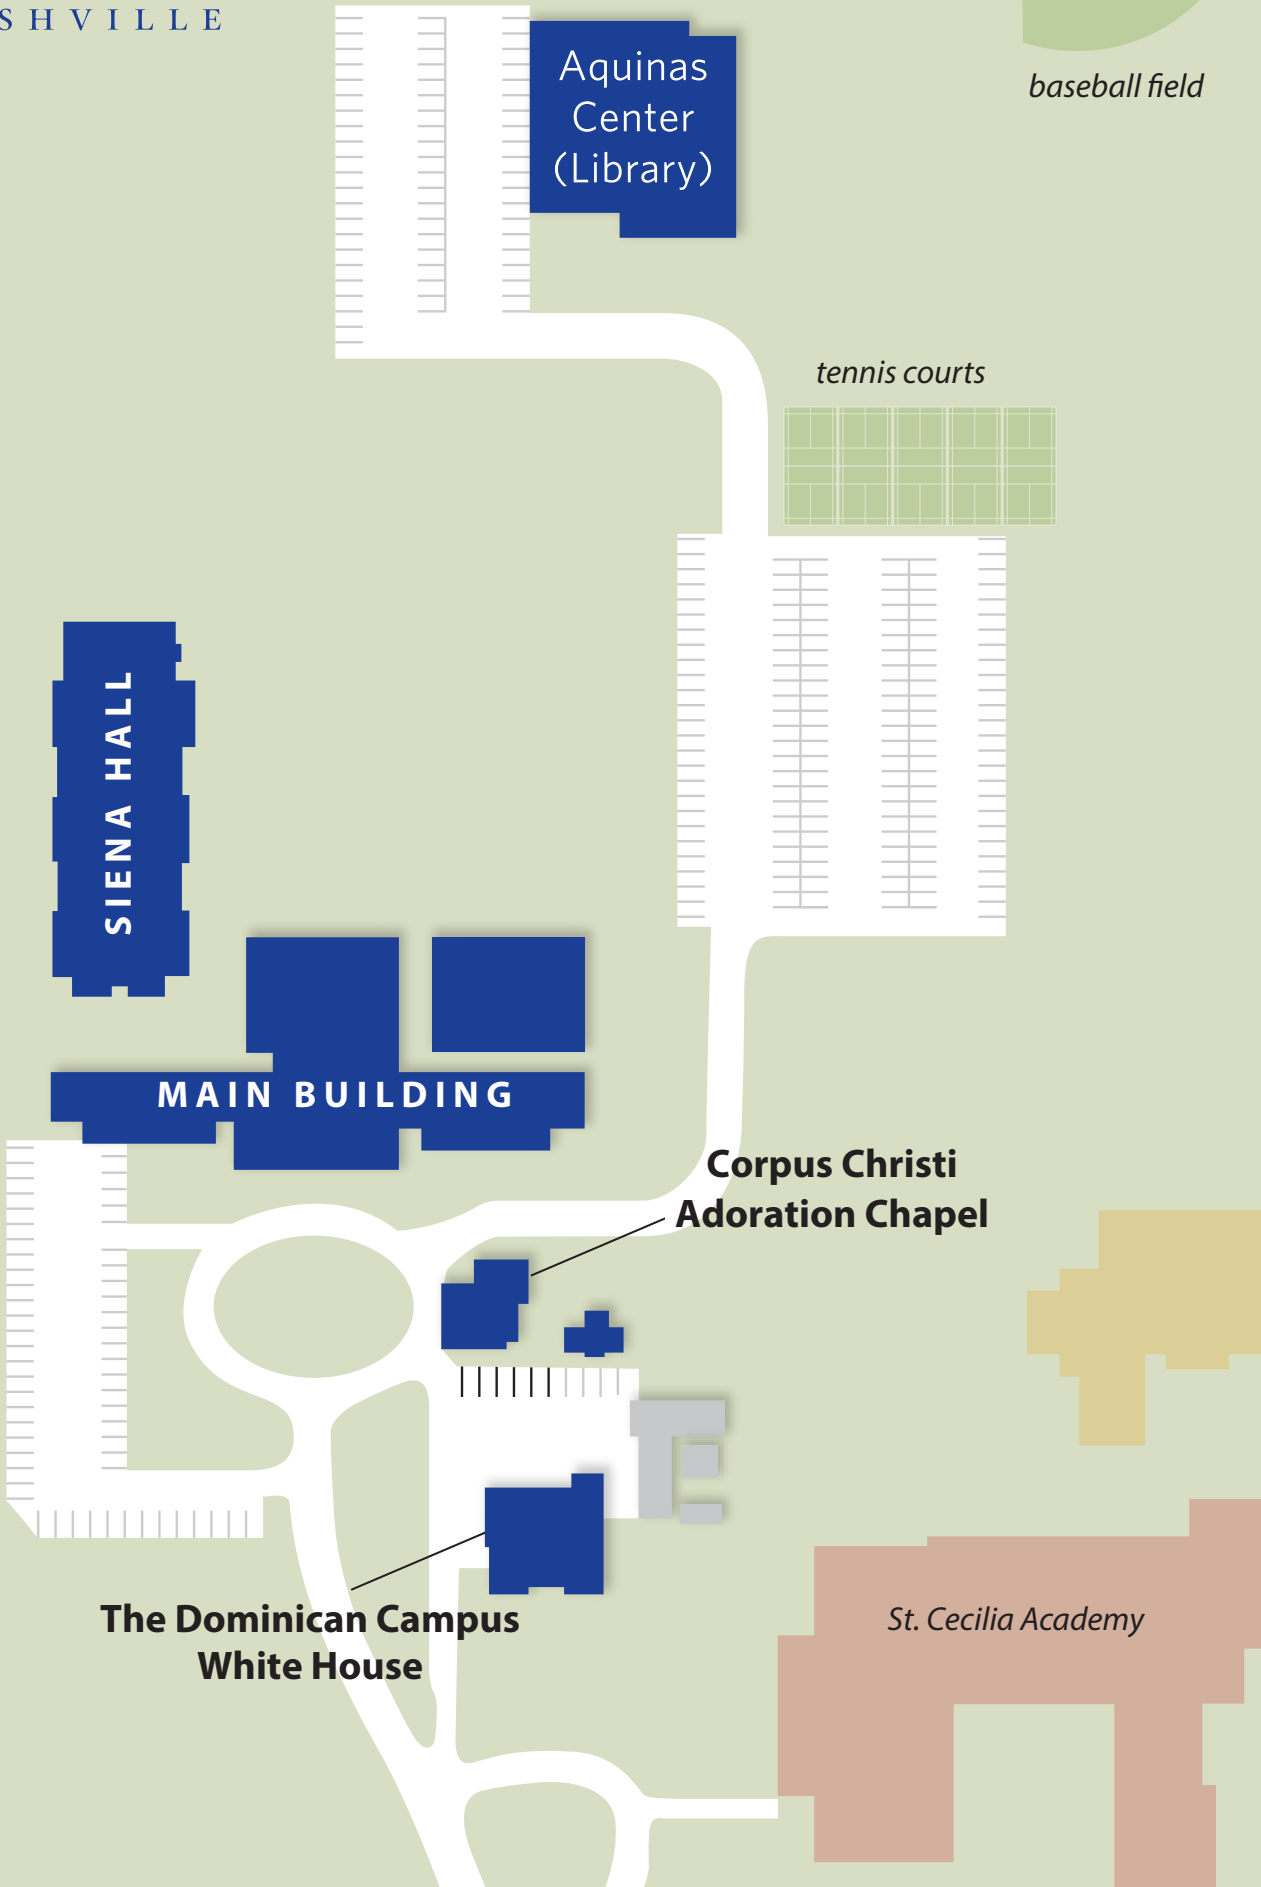 SHVILLE
Aquinas
Center
(Library)
baseball field
tennis courts
SIENA HALL
MAIN BUILDING
Corpus Christi
Adoration Chapel
The Dominican Campus
White House
St. Cecilia Academy